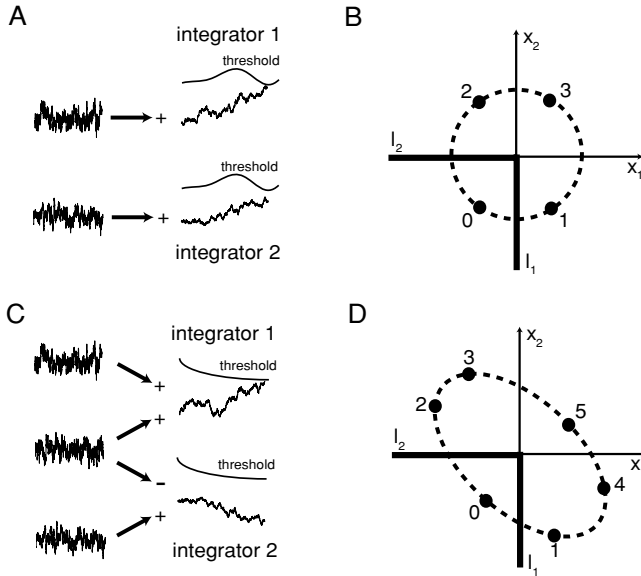 A
integrator 1
threshold
+
threshold
+
integrator 2
B
x2
2
3
l2
x1
0
1
l1
C
integrator 1
threshold
+
+
threshold
-
+
integrator 2
D
x2
3
2
5
l2
x
4
0
1
l1